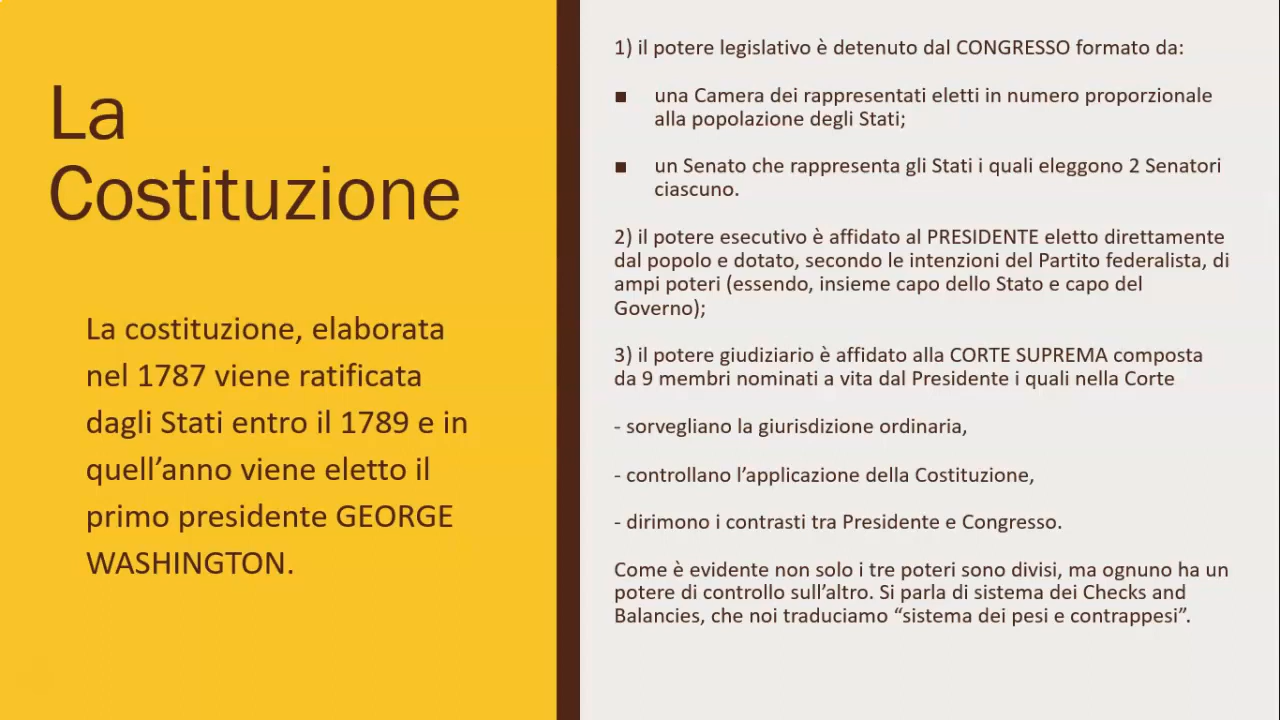 La
Costituzione
La costituzione, elaborata
nel 1787 viene ratificata
dagli Stati entro il 1789 e in
quell’anno viene eletto il
primo presidente GEORGE
WASHINGTON.
1) il potere legislativo è detenuto dal CONGRESSO formato da:
▪ una Camera dei rappresentati eletti in numero proporzionale
alla popolazione degli Stati;
▪ un Senato che rappresenta gli Stati i quali eleggono 2 Senatori
ciascuno.
2) il potere esecutivo è affidato al PRESIDENTE eletto direttamente
dal popolo e dotato, secondo le intenzioni del Partito federalista, di
ampi poteri (essendo, insieme capo dello Stato e capo del
Governo);
3) il potere giudiziario è affidato alla CORTE SUPREMA composta
da 9 membri nominati a vita dal Presidente i quali nella Corte
- sorvegliano la giurisdizione ordinaria,
- controllano l’applicazione della Costituzione,
- dirimono i contrasti tra Presidente e Congresso.
Come è evidente non solo i tre poteri sono divisi, ma ognuno ha un
potere di controllo sull’altro. Si parla di sistema dei Checks and
Balancies, che noi traduciamo “sistema dei pesi e contrappesi”.